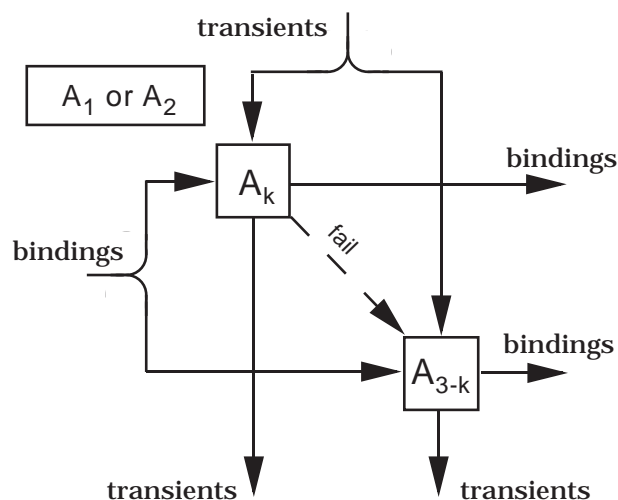 transients
A₁ or A₂
bindings
Aₖ
fail
bindings
bindings
A₃₋ₖ
transients
transients